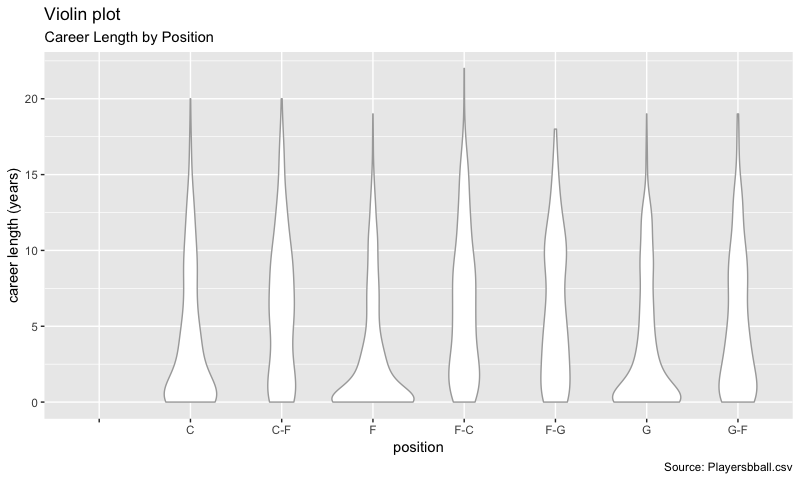 Violin plot
Career Length by Position
career length (years)
20
15
10
5
0
C C-F F F-C F-G G G-F
position
Source: Playersbball.csv